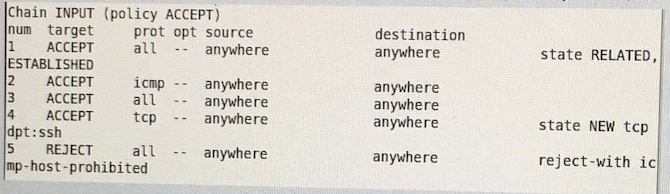 Chain INPUT (policy ACCEPT)
num target prot opt source destination
1 ACCEPT all -- anywhere anywhere state RELATED,
ESTABLISHED
2 ACCEPT icmp -- anywhere anywhere
3 ACCEPT all -- anywhere anywhere
4 ACCEPT tcp -- anywhere anywhere state NEW tcp
dpt:ssh
5 REJECT all -- anywhere anywhere reject-with ic
mp-host-prohibited